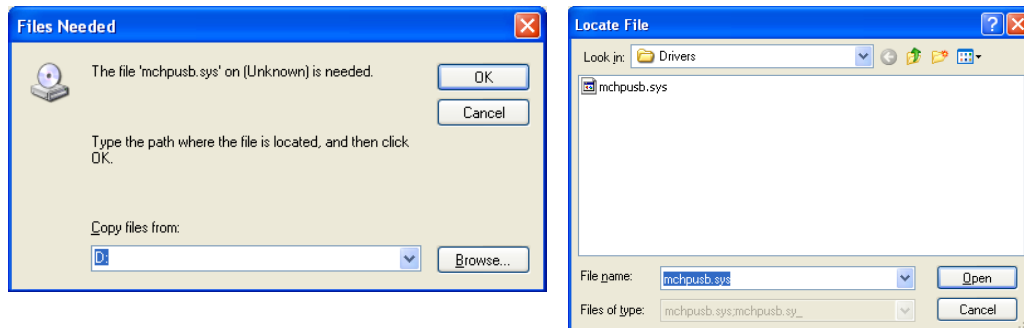 Files Needed
The file 'mchpusb.sys' on (Unknown) is needed.
OK
Cancel
Type the path where the file is located, and then click
OK.
Copy files from:
D:
Browse...
Locate File
Look in:
Drivers
mchpusb.sys
File name:
mchpusb.sys
Open
Files of type:
mchpusb.sys;mchpusb.sy_
Cancel